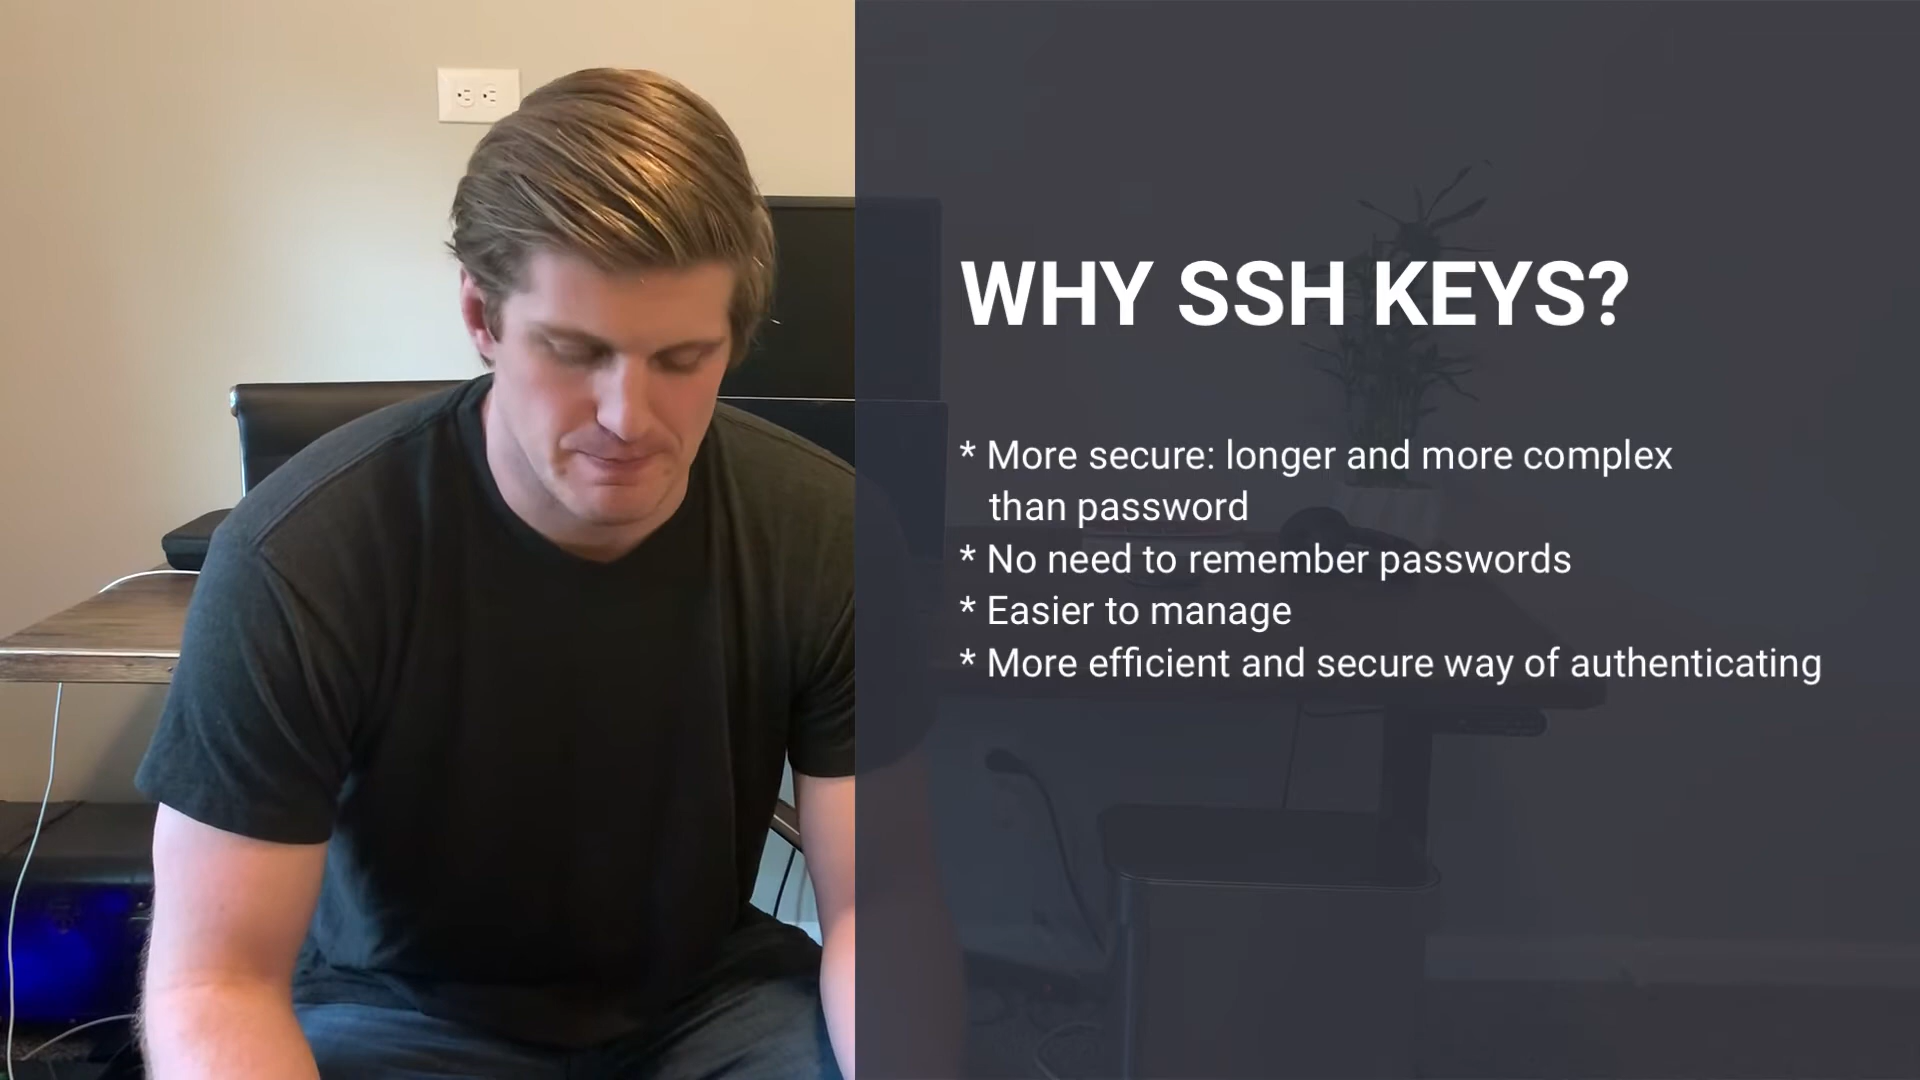 WHY SSH KEYS?
* More secure: longer and more complex
than password
* No need to remember passwords
* Easier to manage
* More efficient and secure way of authenticating